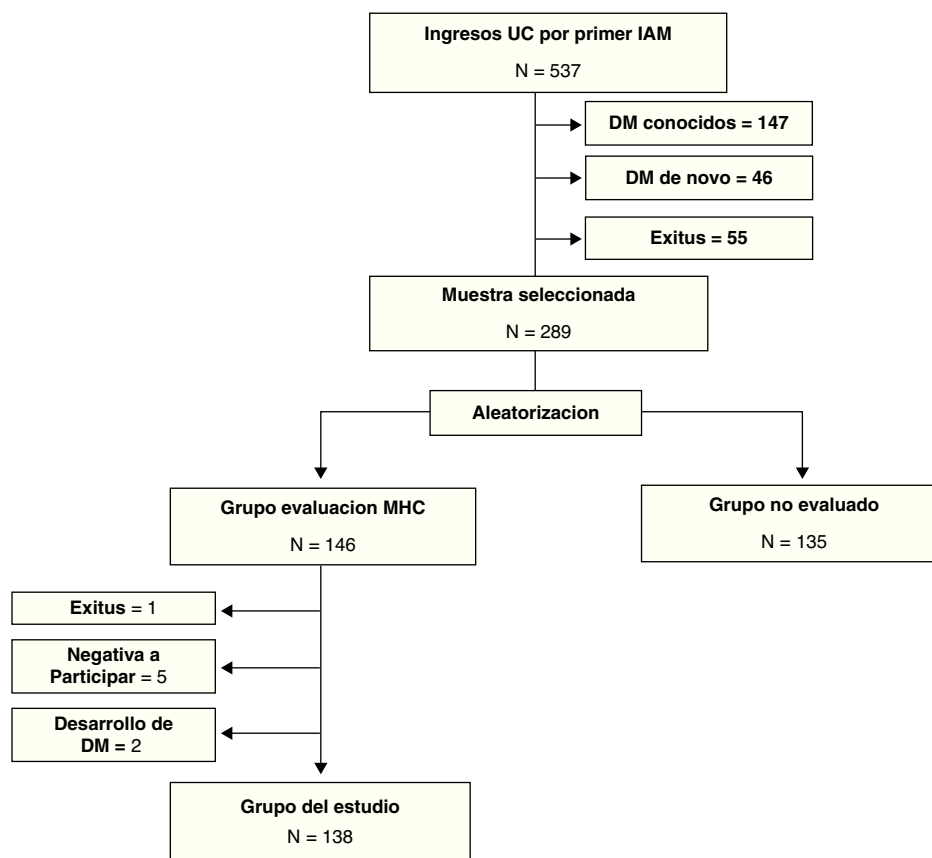 Ingresos UC por primer IAM
N = 537
DM conocidos = 147
DM de novo = 46
Exitus = 55
Muestra seleccionada
N = 289
Aleatorizacion
Grupo evaluacion MHC
N = 146
Grupo no evaluado
N = 135
Exitus = 1
Negativa a
Participar = 5
Desarrollo de
DM = 2
Grupo del estudio
N = 138